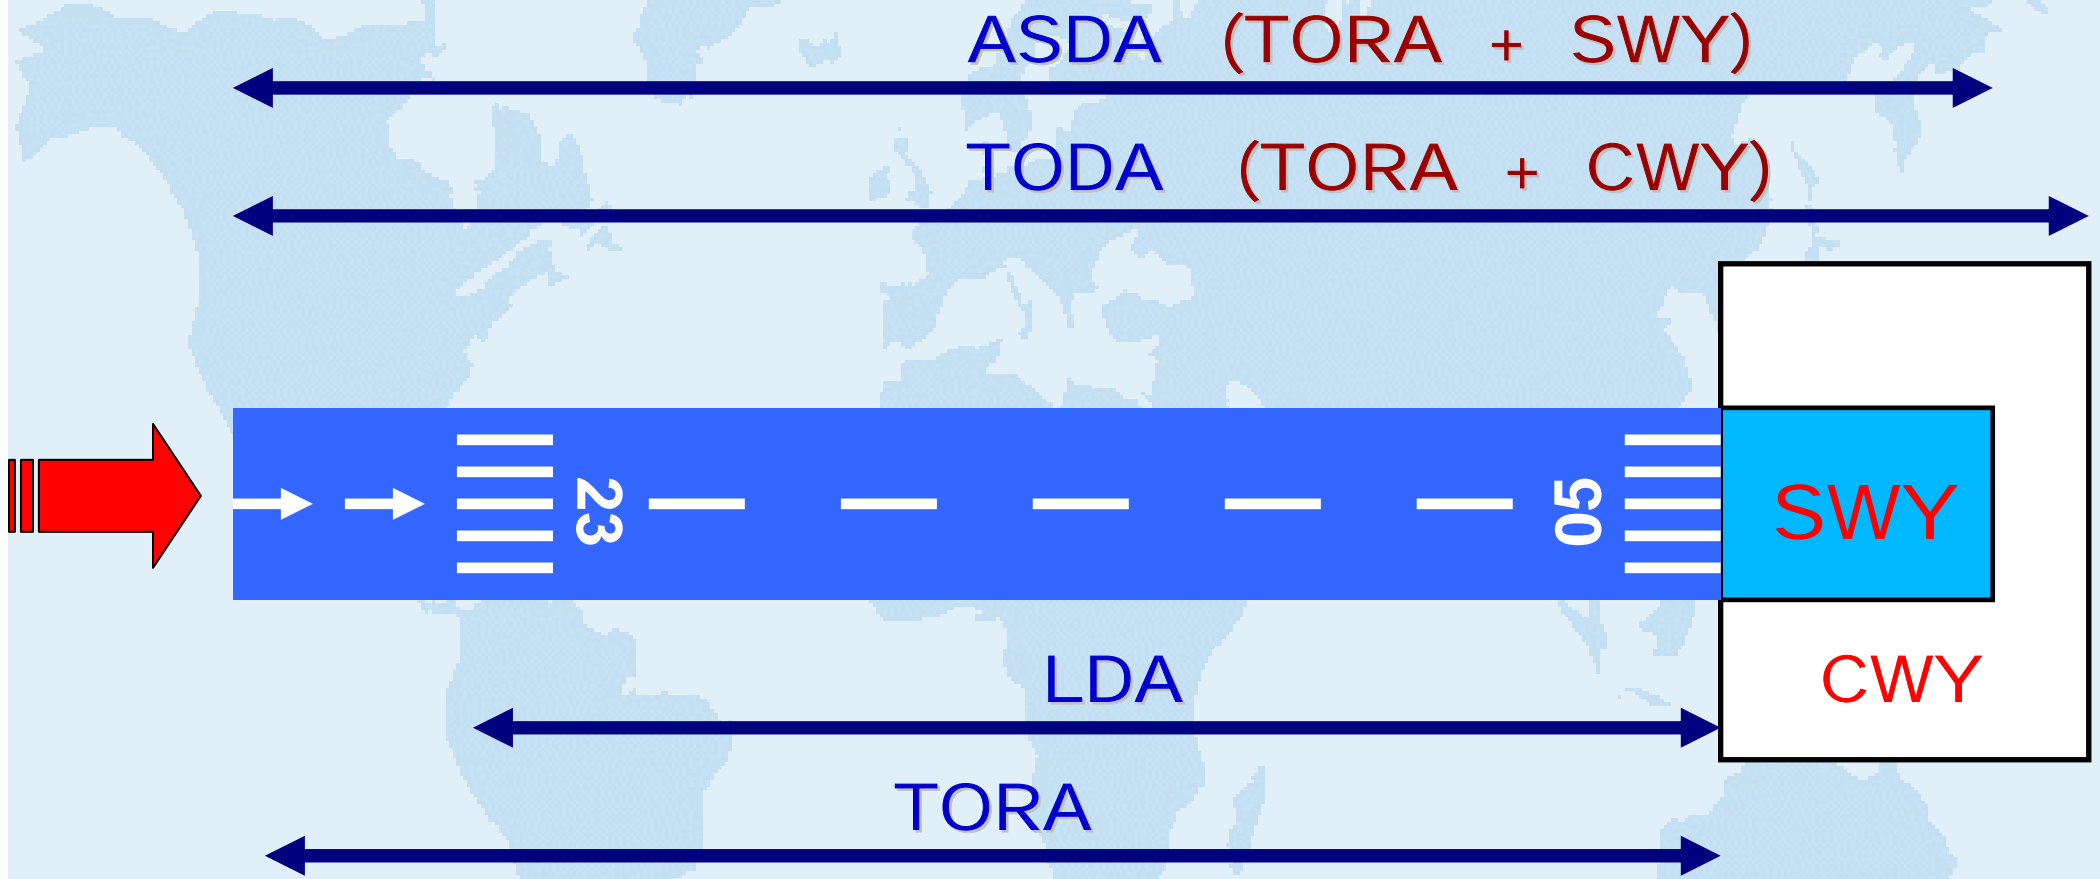 ASDA (TORA + SWY)
TODA (TORA + CWY)
23
05
SWY
CWY
LDA
TORA